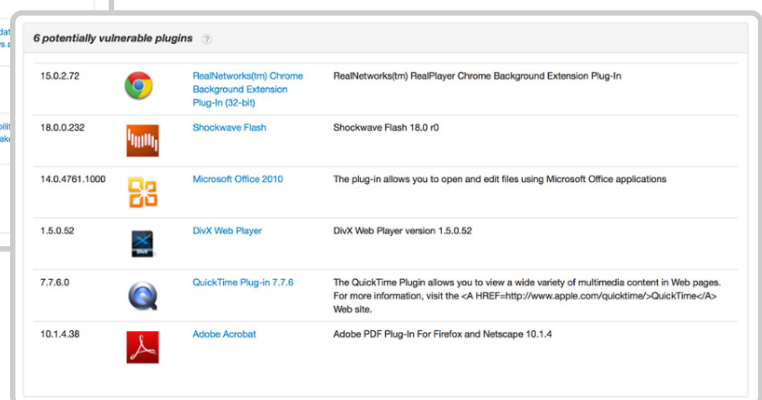 6 potentially vulnerable plugins ?
15.0.2.72
RealNetworks(tm) Chrome
Background Extension
Plug-In (32-bit)
RealNetworks(tm) RealPlayer Chrome Background Extension Plug-In
18.0.0.232
Shockwave Flash
Shockwave Flash 18.0 r0
14.0.4761.1000
Microsoft Office 2010
The plug-in allows you to open and edit files using Microsoft Office applications
1.5.0.52
DivX
DivX Web Player
DivX Web Player version 1.5.0.52
7.7.6.0
QuickTime Plug-in 7.7.6
The QuickTime Plugin allows you to view a wide variety of multimedia content in Web pages.
For more information, visit the <A HREF=http://www.apple.com/quicktime/>QuickTime</A>
Web site.
10.1.4.38
Adobe Acrobat
Adobe PDF Plug-In For Firefox and Netscape 10.1.4